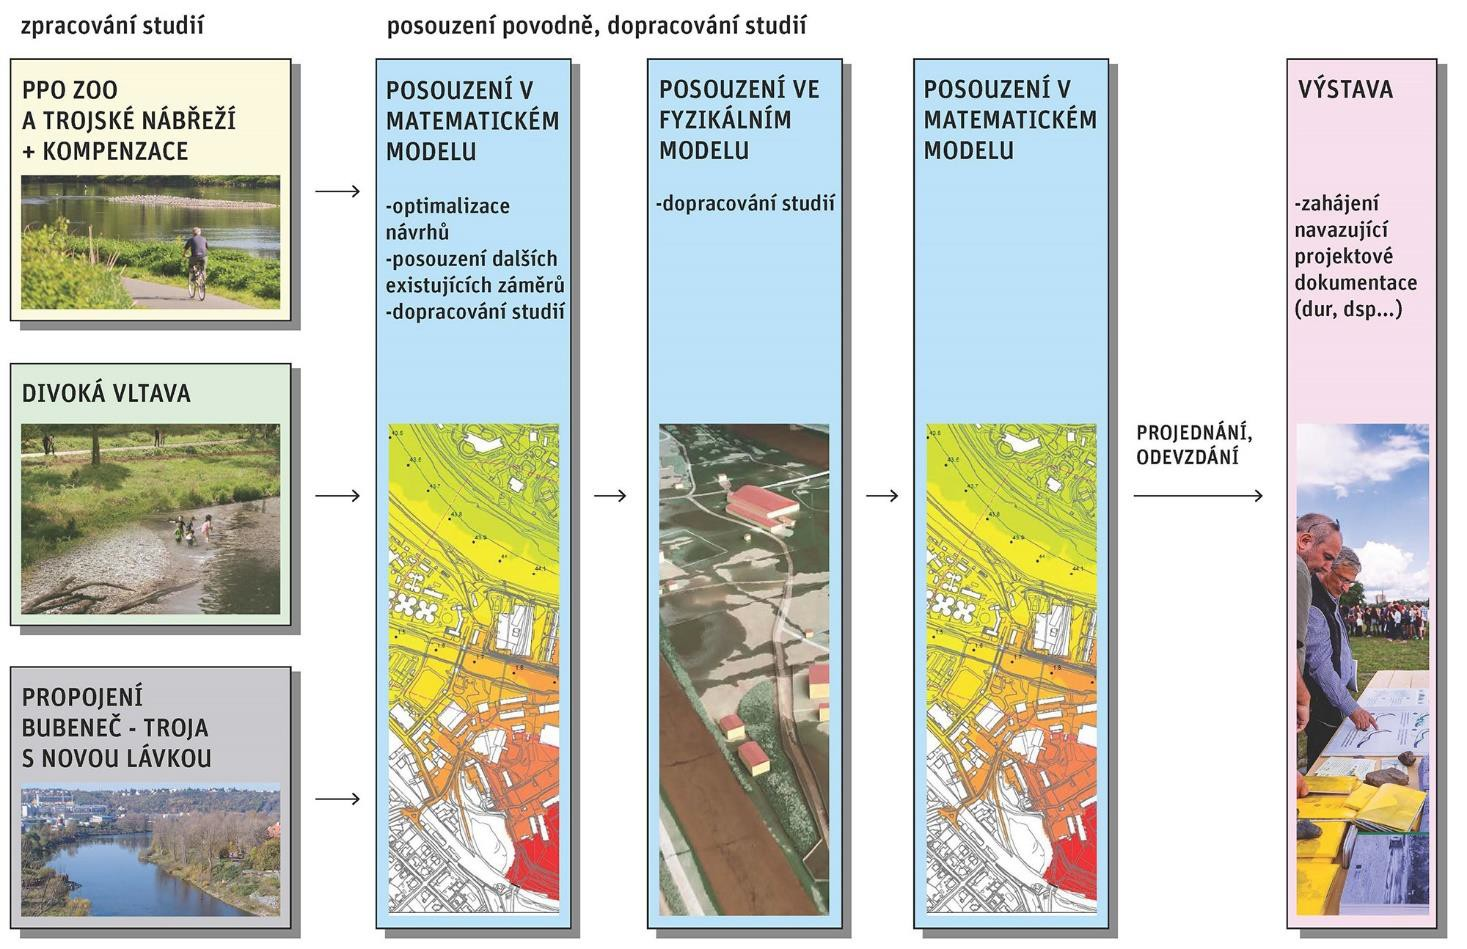 zpracování studií
posouzení povodně, dopracování studií
PPO ZOO
A TROJSKÉ NÁBŘEŽÍ
+ KOMPENZACE
DIVOKÁ VLTAVA
PROPOJENÍ
BUBENEČ - TROJA
S NOVOU LÁVKOU
POSOUZENÍ V
MATEMATICKÉM
MODELU
-optimalizace
návrhů
-posouzení dalších
existujících záměrů
-dopracování studií
POSOUZENÍ VE
FYZIKÁLNÍM
MODELU
-dopracování studií
POSOUZENÍ V
MATEMATICKÉM
MODELU
PROJEDNÁNÍ,
ODEVZDÁNÍ
VÝSTAVA
-zahájení
navazující
projektové
dokumentace
(dur, dsp...)